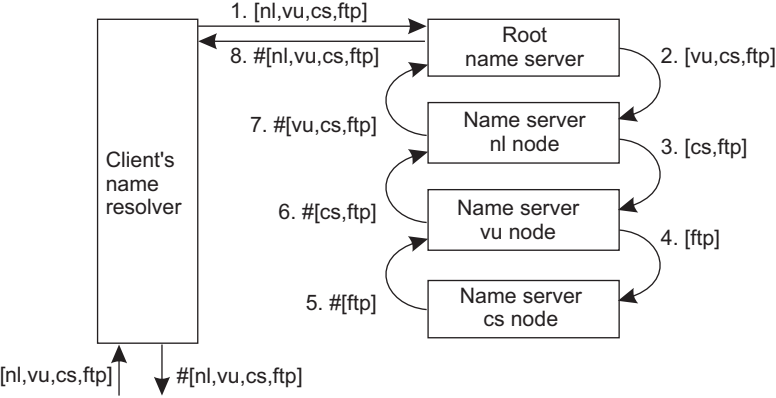 1. [nl,vu,cs,ftp]
8. #[nl,vu,cs,ftp]
Root
name server
2. [vu,cs,ftp]
7. #[vu,cs,ftp]
Name server
nl node
3. [cs,ftp]
Client's
name
resolver
6. #[cs,ftp]
Name server
vu node
4. [ftp]
5. #[ftp]
Name server
cs node
[nl,vu,cs,ftp]
#[nl,vu,cs,ftp]